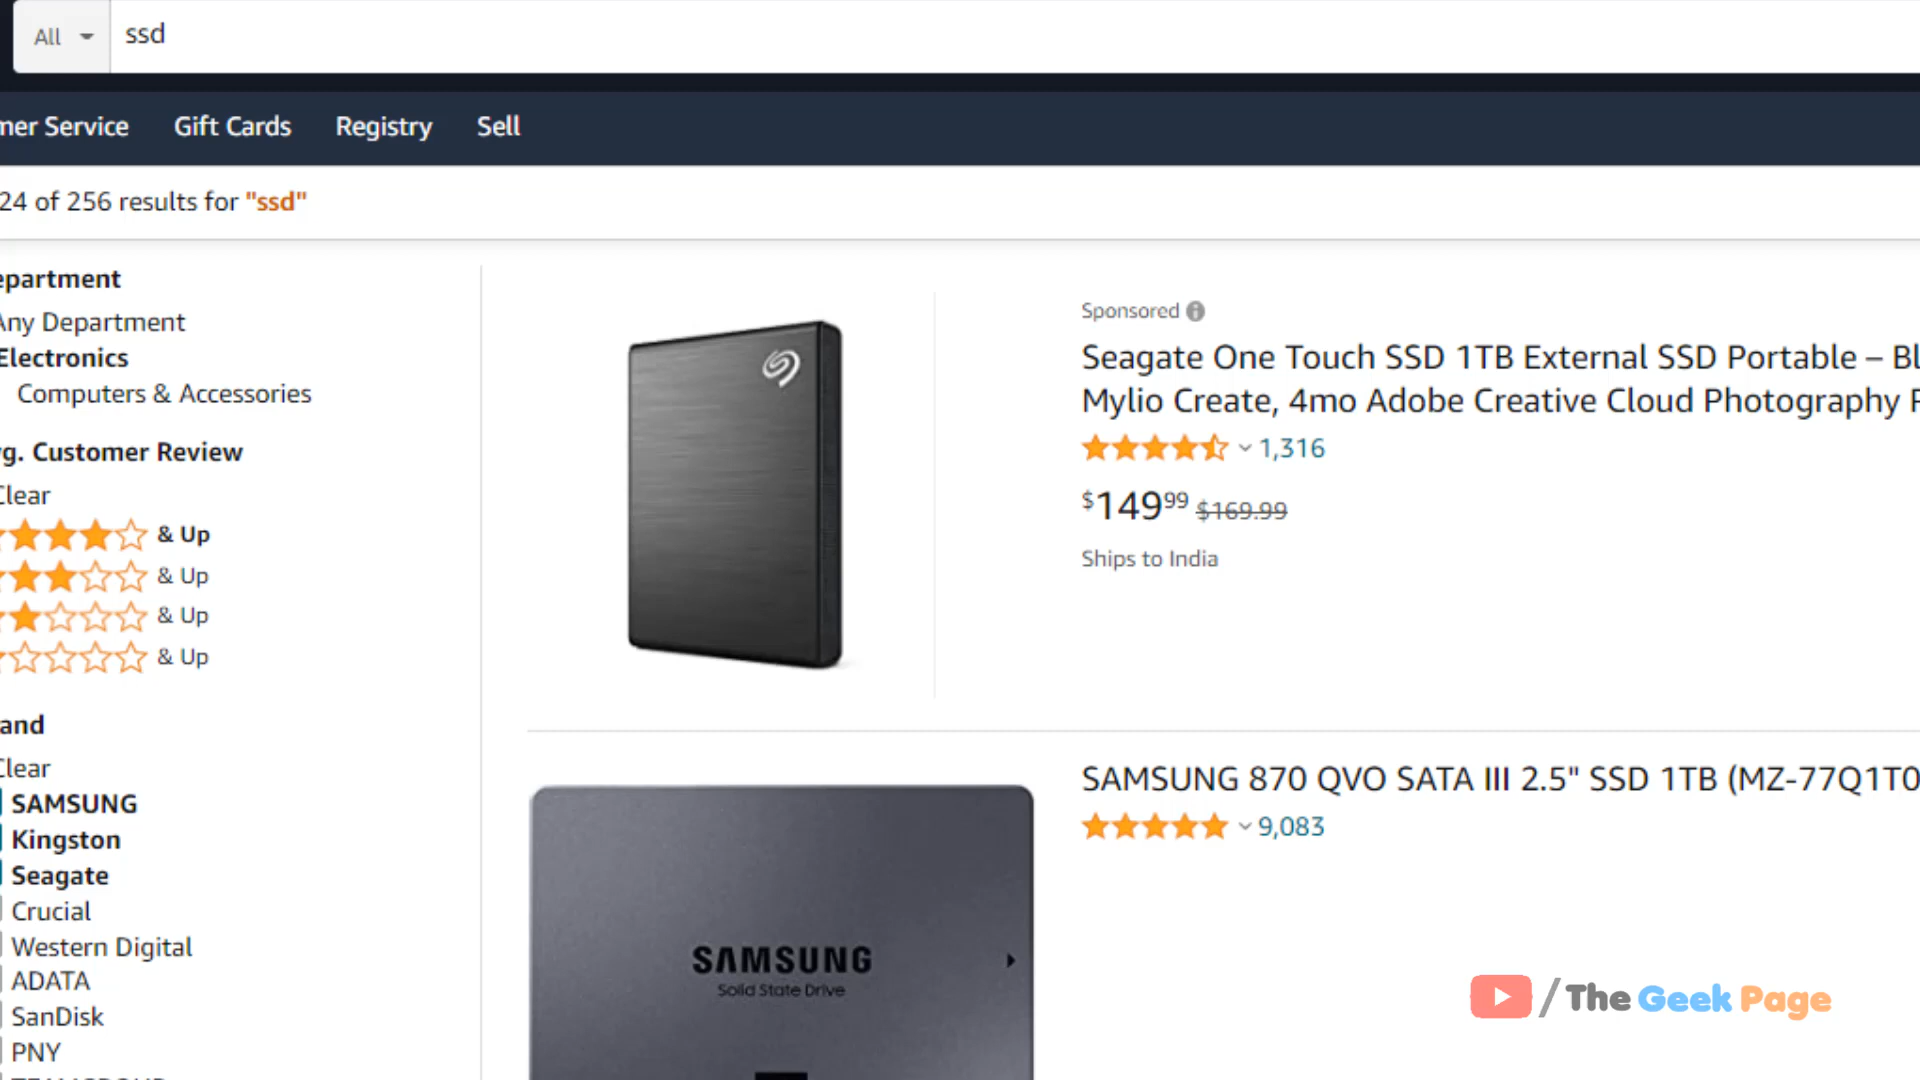 All ssd
mer Service Gift Cards Registry Sell
24 of 256 results for "ssd"
epartment
Any Department
Electronics
Computers & Accessories
g. Customer Review
Clear
& Up
& Up
& Up
& Up
and
Clear
SAMSUNG
Kingston
Seagate
Crucial
Western Digital
ADATA
SanDisk
PNY
Sponsored
Seagate One Touch SSD 1TB External SSD Portable – Bl
Mylio Create, 4mo Adobe Creative Cloud Photography P
1,316
$149.99 $169.99
Ships to India
SAMSUNG 870 QVO SATA III 2.5" SSD 1TB (MZ-77Q1T0
9,083
SAMSUNG
Solid State Drive
/The Geek Page